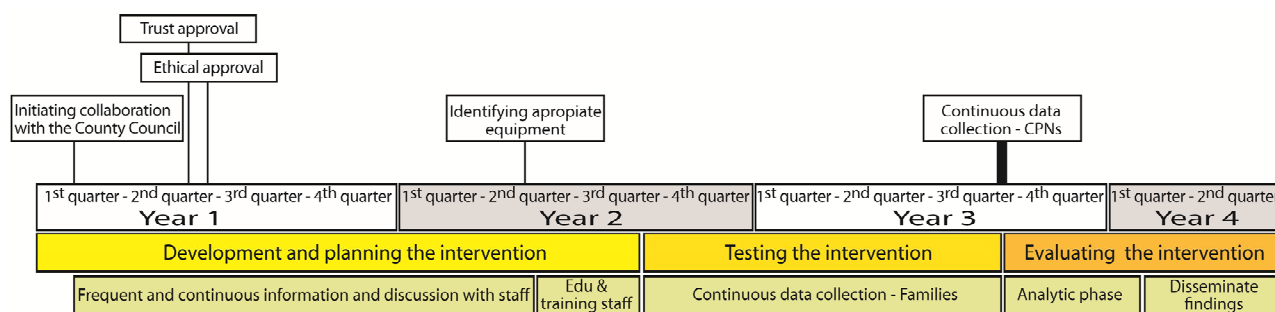 Trust approval
Ethical approval
Initiating collaboration
with the County Council
Identifying apropiate
equipment
Continuous data
collection - CPNs
1st quarter - 2nd quarter - 3rd quarter - 4th quarter
Year 1
1st quarter - 2nd quarter - 3rd quarter - 4th quarter
Year 2
1st quarter - 2nd quarter - 3rd quarter - 4th quarter
Year 3
1st quarter - 2nd quarte
Year 4
Development and planning the intervention
Testing the intervention
Evaluating the intervention
Frequent and continuous information and discussion with staff
Edu &
training staff
Continuous data collection - Families
Analytic phase
Disseminate
findings